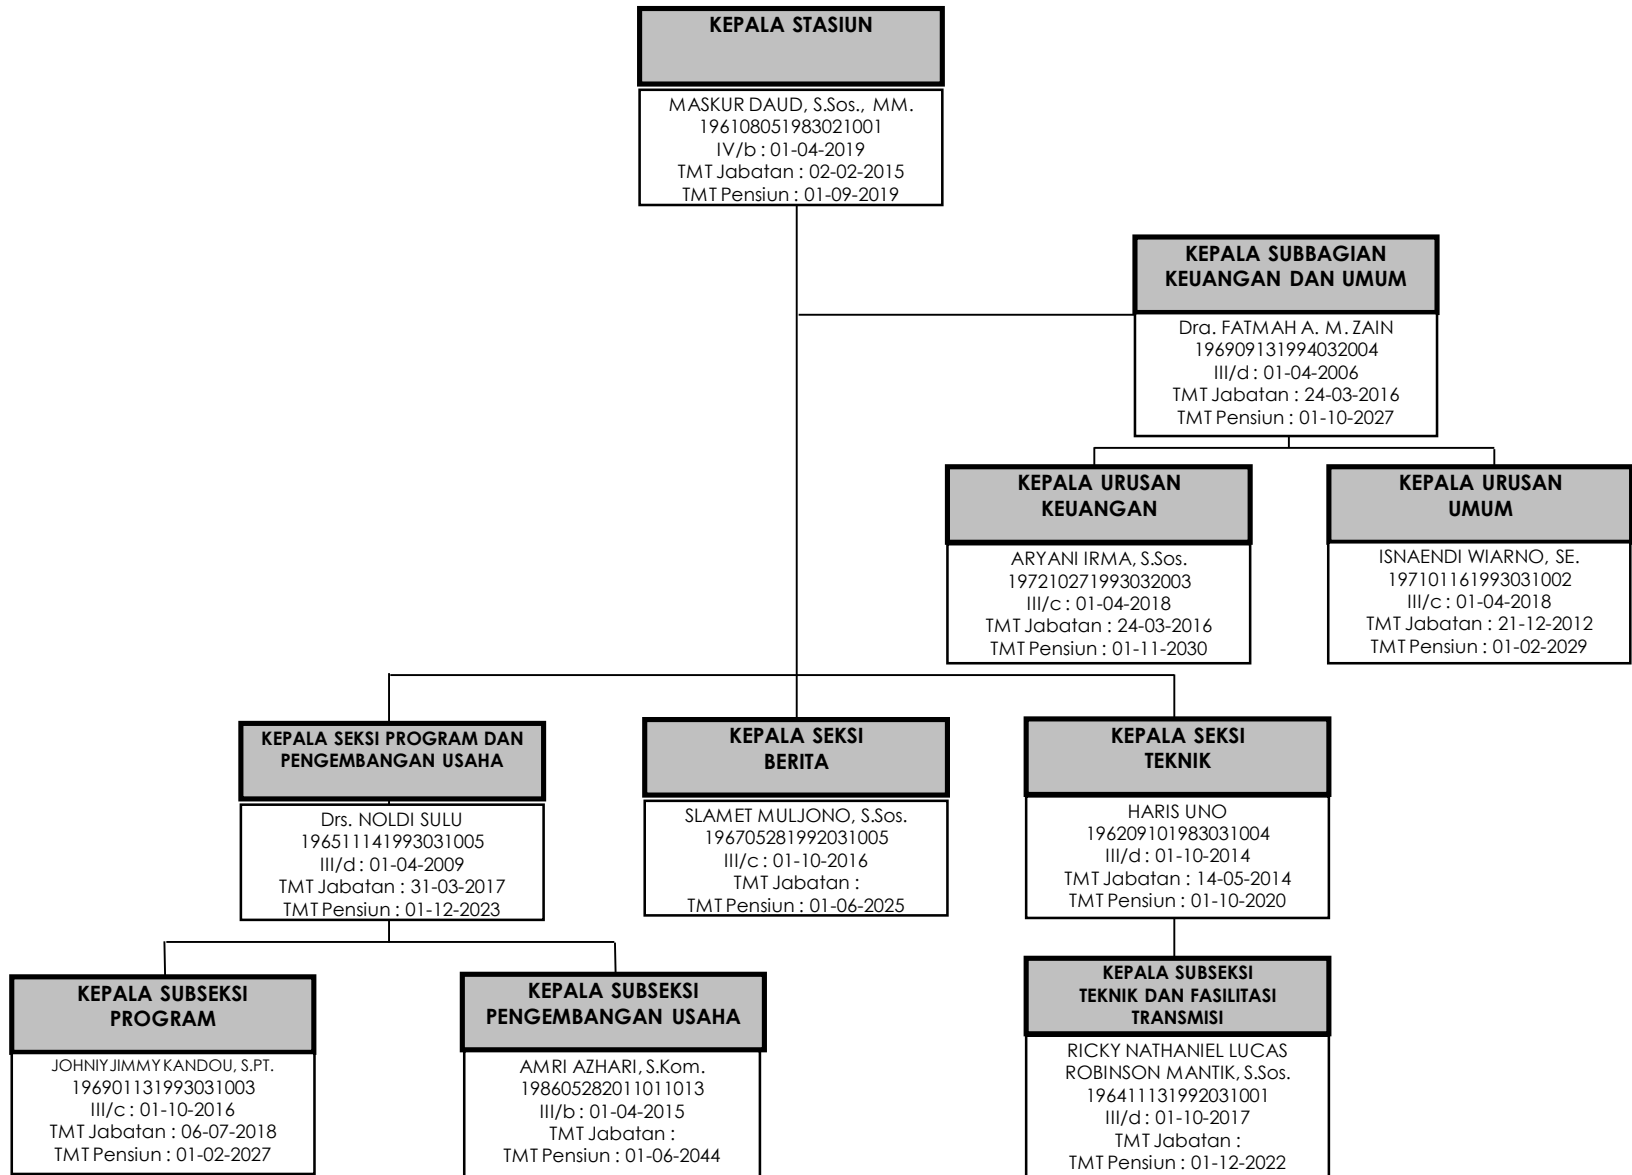 KEPALA STASIUN
MASKUR DAUD, S.Sos., MM.
196108051983021001
IV/b : 01-04-2019
TMT Jabatan : 02-02-2015
TMT Pensiun : 01-09-2019
KEPALA SUBBAGIAN
KEUANGAN DAN UMUM
Dra. FATMAH A. M. ZAIN
196909131994032004
III/d : 01-04-2006
TMT Jabatan : 24-03-2016
TMT Pensiun : 01-10-2027
KEPALA URUSAN
KEUANGAN
ARYANI IRMA, S.Sos.
197210271993032003
III/c : 01-04-2018
TMT Jabatan : 24-03-2016
TMT Pensiun : 01-11-2030
KEPALA URUSAN
UMUM
ISNAENDI WIARNO, SE.
197101161993031002
III/c : 01-04-2018
TMT Jabatan : 21-12-2012
TMT Pensiun : 01-02-2029
KEPALA SEKSI PROGRAM DAN
PENGEMBANGAN USAHA
Drs. NOLDI SULU
196511141993031005
III/d : 01-04-2009
TMT Jabatan : 31-03-2017
TMT Pensiun : 01-12-2023
KEPALA SEKSI
BERITA
SLAMET MULJONO, S.Sos.
196705281992031005
III/c : 01-10-2016
TMT Jabatan :
TMT Pensiun : 01-06-2025
KEPALA SEKSI
TEKNIK
HARIS UNO
196209101983031004
III/d : 01-10-2014
TMT Jabatan : 14-05-2014
TMT Pensiun : 01-10-2020
KEPALA SUBSEKSI
PROGRAM
JOHNIY JIMMY KANDOU, S.PT.
196901131993031003
III/c : 01-10-2016
TMT Jabatan : 06-07-2018
TMT Pensiun : 01-02-2027
KEPALA SUBSEKSI
PENGEMBANGAN USAHA
AMRI AZHARI, S.Kom.
198605282011011013
III/b : 01-04-2015
TMT Jabatan :
TMT Pensiun : 01-06-2044
KEPALA SUBSEKSI
TEKNIK DAN FASILITASI
TRANSMISI
RICKY NATHANIEL LUCAS
ROBINSON MANTIK, S.Sos.
196411131992031001
III/d : 01-10-2017
TMT Jabatan :
TMT Pensiun : 01-12-2022